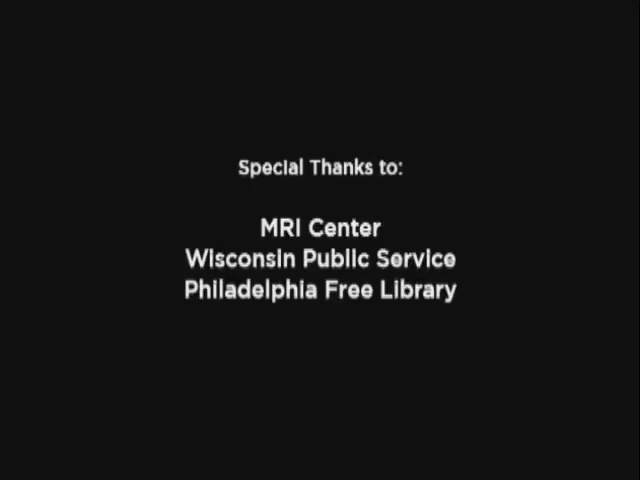 Special Thanks to:
MRI Center
Wisconsin Public Service
Philadelphia Free Library